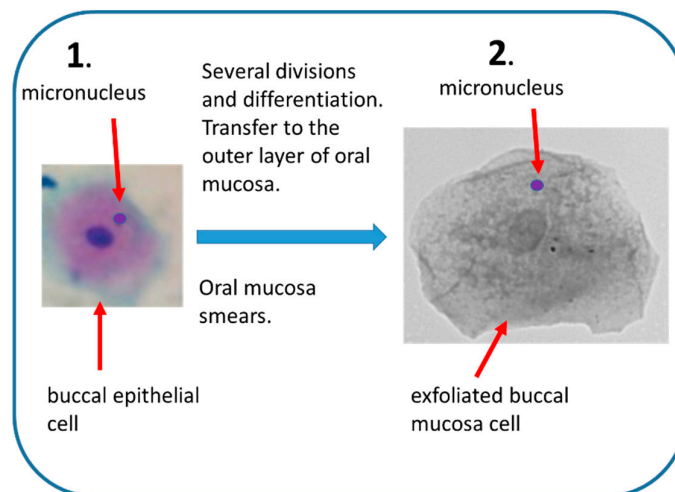 1.
micronucleus
Several divisions
and differentiation.
Transfer to the
outer layer of oral
mucosa.
Oral mucosa
smears.
buccal epithelial
cell
2.
micronucleus
exfoliated buccal
mucosa cell